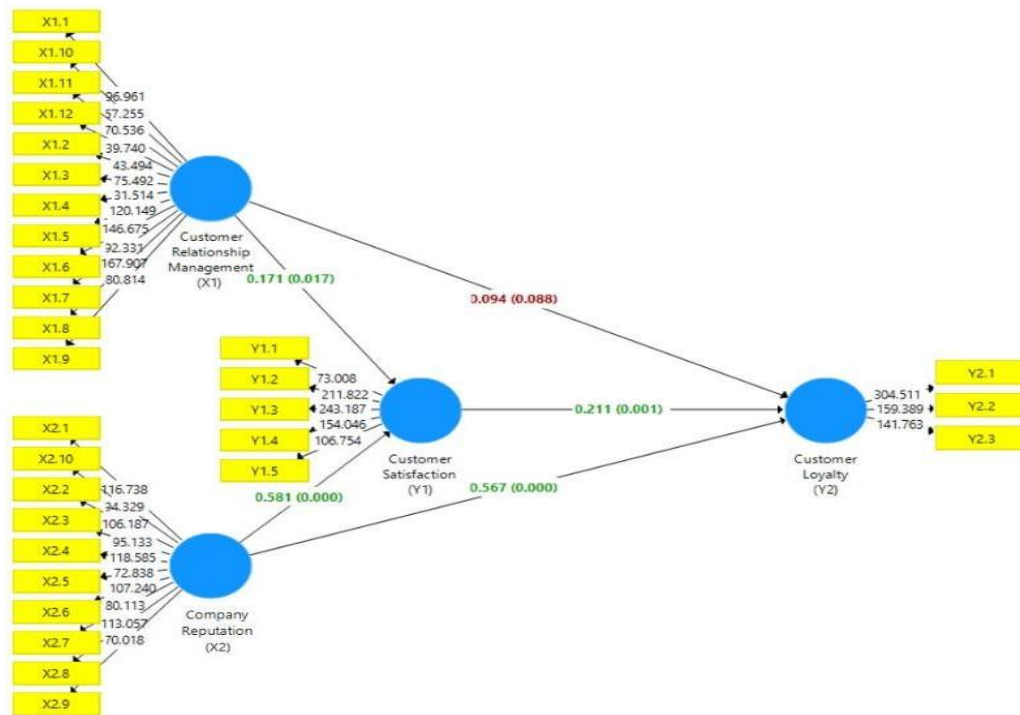 X1.1
X1.10
X1.11
X1.12
X1.2
X1.3
X1.4
X1.5
X1.6
X1.7
X1.8
X1.9
96.961
57.255
70.536
39.740
43.494
75.492
31.514
120.149
146.675
92.331
167.907
80.814
Customer
Relationship
Management
(X1)
0.171 (0.017)
0.094 (0.088)
Y1.1
Y1.2
Y1.3
Y1.4
Y1.5
73.008
211.822
243.187
154.046
106.754
Customer
Satisfaction
(Y1)
0.211 (0.001)
Customer
Loyalty
(Y2)
304.511
159.389
141.763
Y2.1
Y2.2
Y2.3
0.581 (0.000)
0.567 (0.000)
X2.1
X2.10
X2.2
X2.3
X2.4
X2.5
X2.6
X2.7
X2.8
X2.9
116.738
94.329
106.187
95.133
118.585
72.838
107.240
80.113
113.057
70.018
Company
Reputation
(X2)